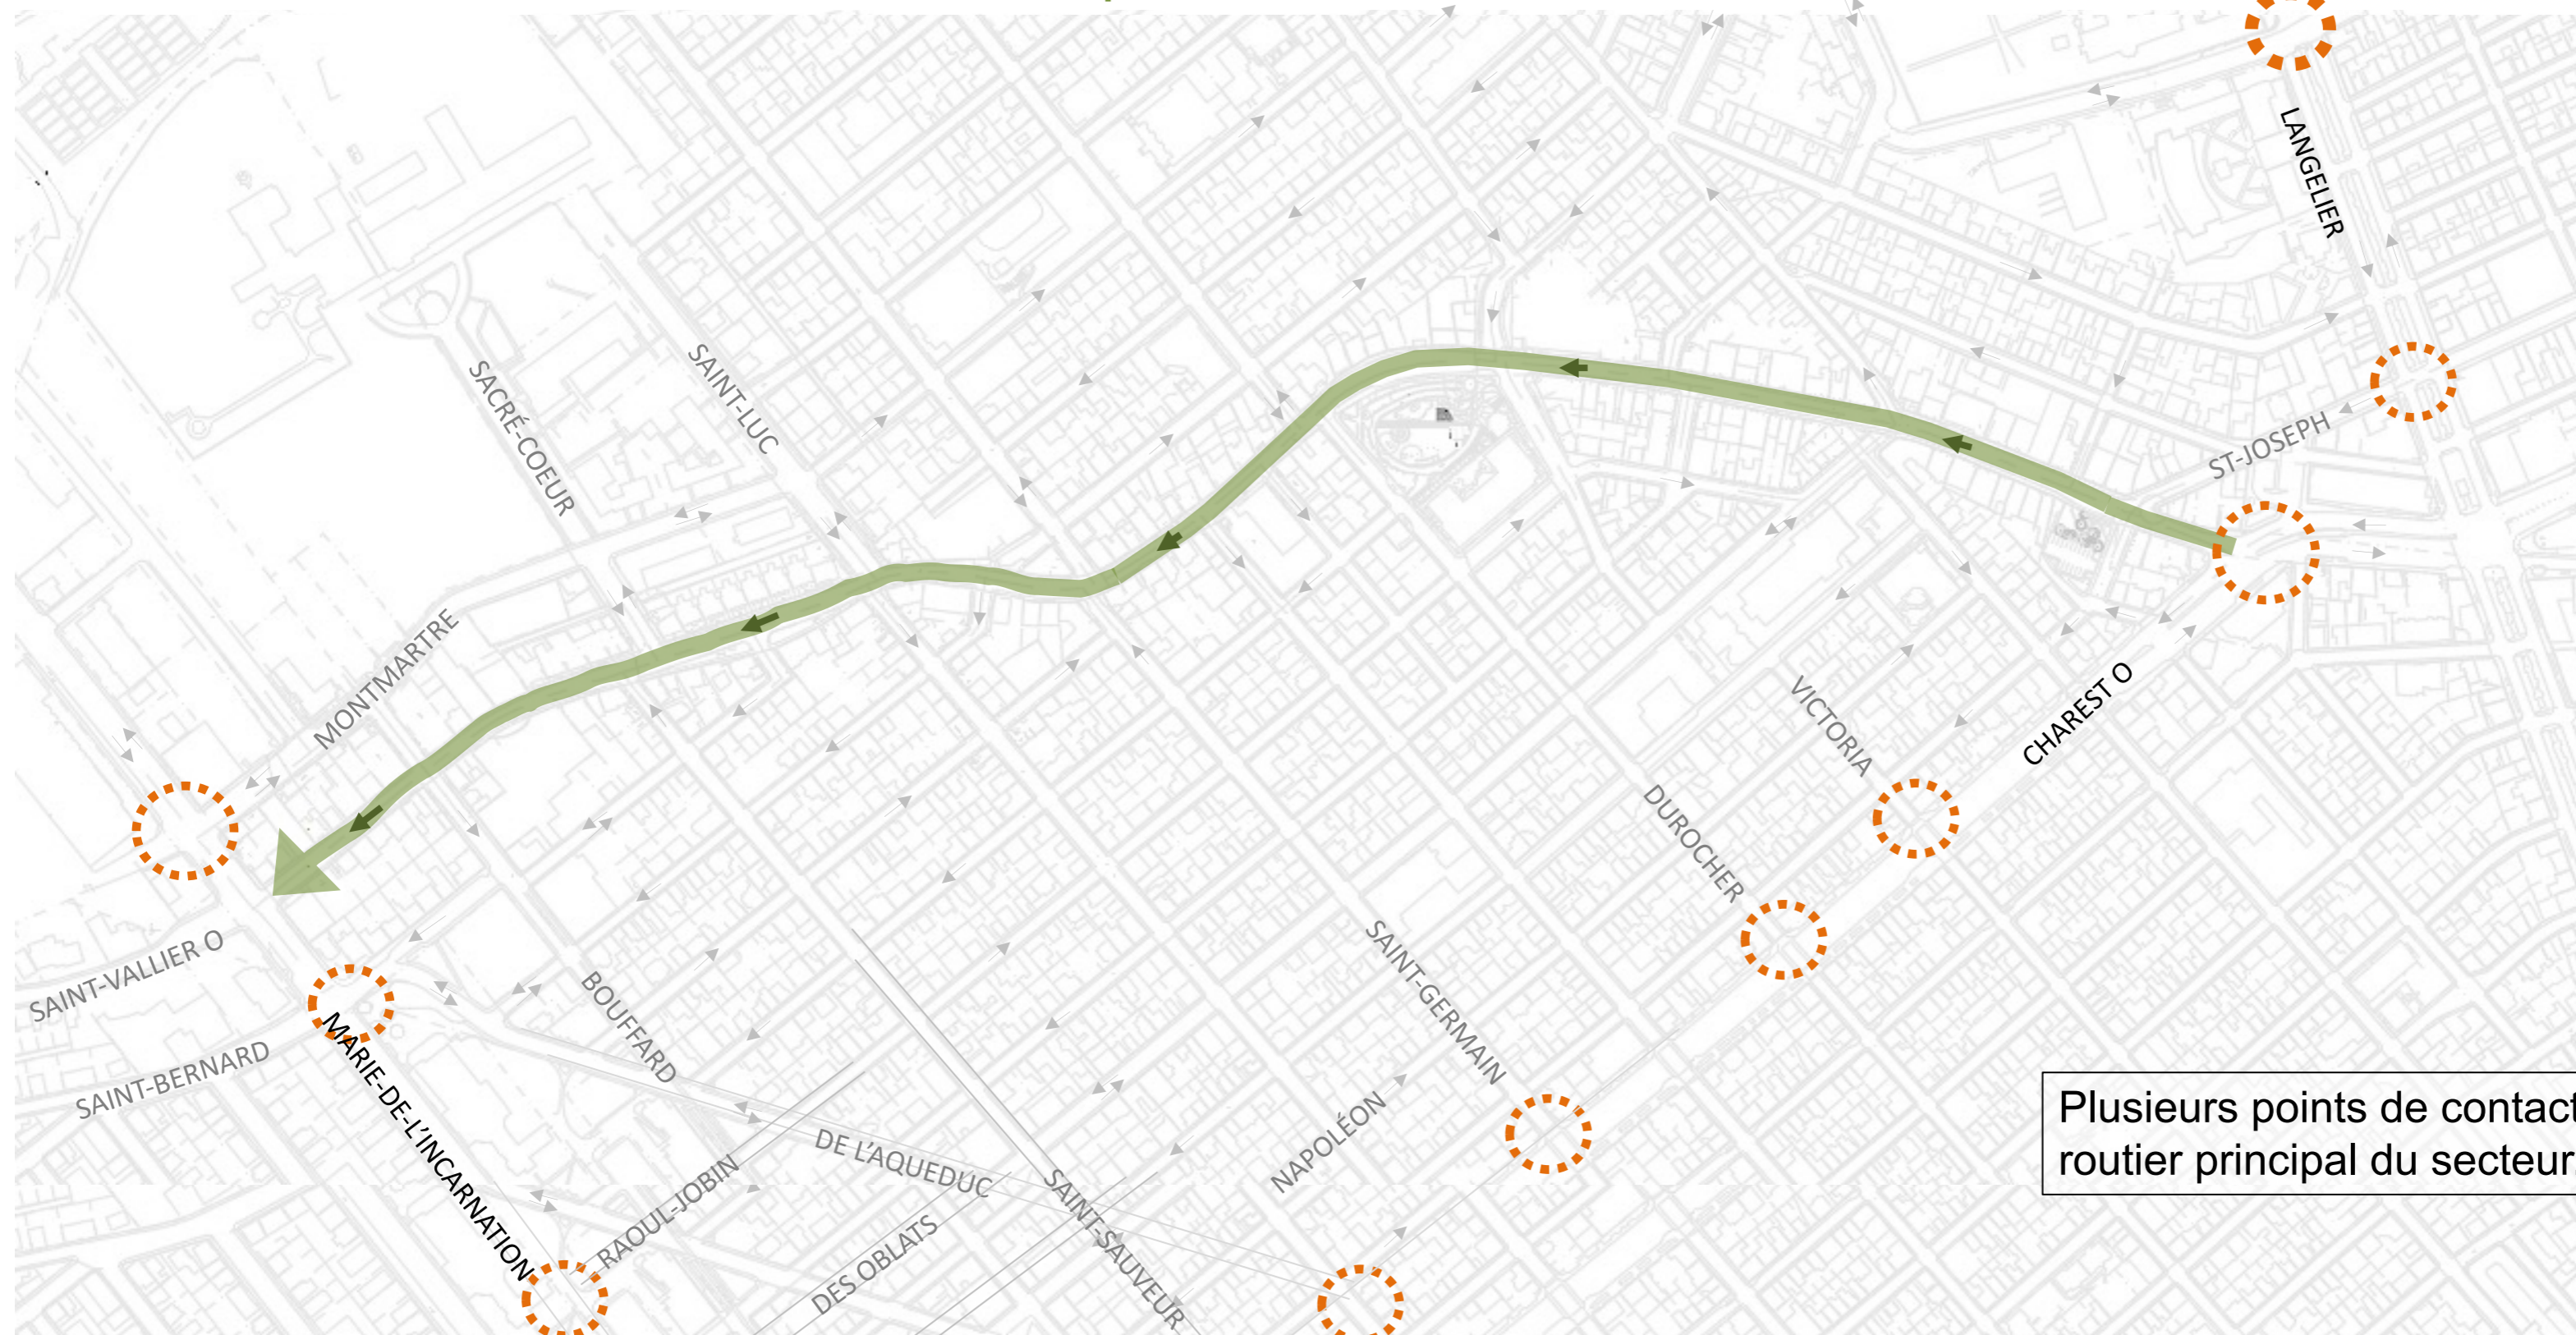 LANGELIER
SACRÉ-COEUR
SAINT-LUC
ST-JOSEPH
MONTMARTRE
VICTORIA
CHAREST O
DUROCHER
SAINT-VALLIER O
SAINT-BERNARD
MARIE-DE-L'INCARNATION
BOUFFARD
SAINT-GERMAIN
NAPOLÉON
DE L'AQUEDUC
RAOUL-JOBIN
DES OBLATS
SAINT-SAUVEUR
Plusieurs points de contact
routier principal du secteur